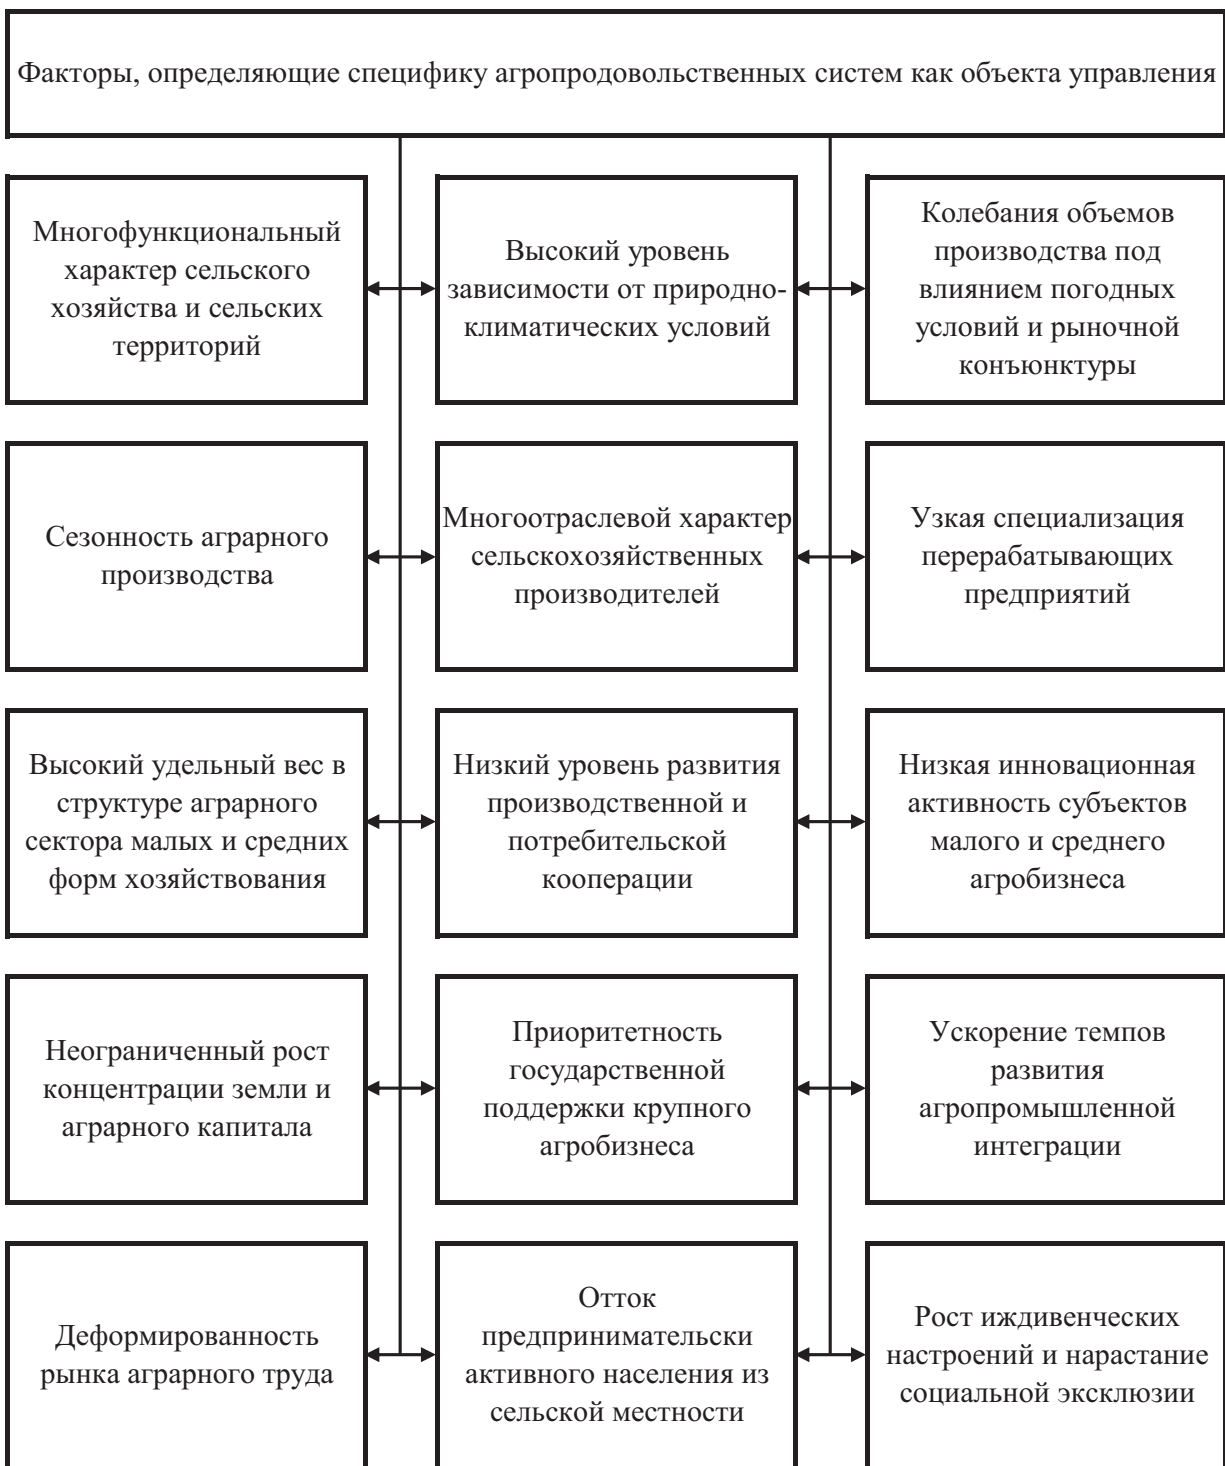 Факторы, определяющие специфику агропродовольственных систем как объекта управления
Многофункциональный
характер сельского
хозяйства и сельских
территорий
Высокий уровень
зависимости от природно-
климатических условий
Колебания объемов
производства под
влиянием погодных
условий и рыночной
конъюнктуры
Сезонность аграрного
производства
Многоотраслевой характер
сельскохозяйственных
производителей
Узкая специализация
перерабатывающих
предприятий
Высокий удельный вес в
структуре аграрного
сектора малых и средних
форм хозяйствования
Низкий уровень развития
производственной и
потребительской
кооперации
Низкая инновационная
активность субъектов
малого и среднего
агробизнеса
Неограниченный рост
концентрации земли и
аграрного капитала
Приоритетность
государственной
поддержки крупного
агробизнеса
Ускорение темпов
развития
агропромышленной
интеграции
Деформированность
рынка аграрного труда
Отток
предпринимательски
активного населения из
сельской местности
Рост иждивенческих
настроений и нарастание
социальной эксклюзии